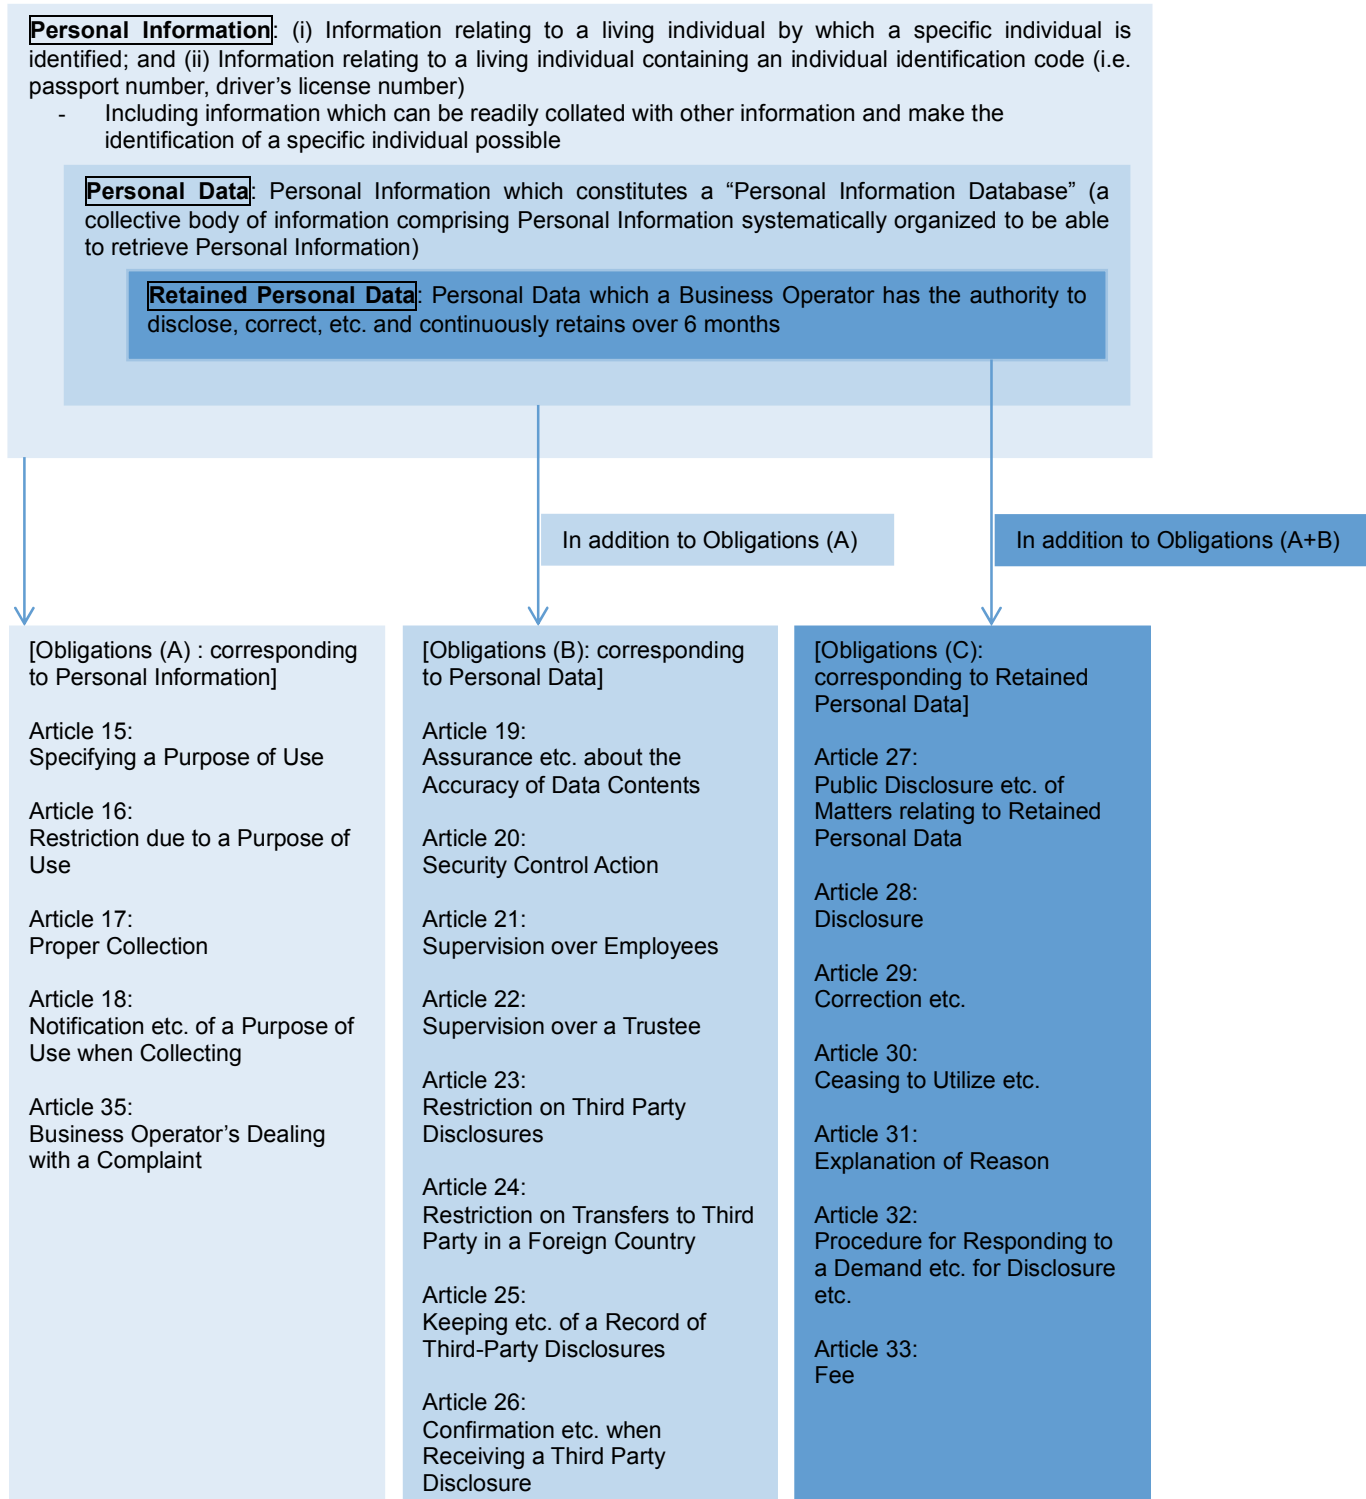 Personal Information: (i) Information relating to a living individual by which a specific individual is
identified; and (ii) Information relating to a living individual containing an individual identification code (i.e.
passport number, driver’s license number)
- Including information which can be readily collated with other information and make the
identification of a specific individual possible
Personal Data: Personal Information which constitutes a “Personal Information Database” (a
collective body of information comprising Personal Information systematically organized to be able
to retrieve Personal Information)
Retained Personal Data: Personal Data which a Business Operator has the authority to
disclose, correct, etc. and continuously retains over 6 months
In addition to Obligations (A)
In addition to Obligations (A+B)
[Obligations (A) : corresponding
to Personal Information]
Article 15:
Specifying a Purpose of Use
Article 16:
Restriction due to a Purpose of
Use
Article 17:
Proper Collection
Article 18:
Notification etc. of a Purpose of
Use when Collecting
Article 35:
Business Operator’s Dealing
with a Complaint
[Obligations (B): corresponding
to Personal Data]
Article 19:
Assurance etc. about the
Accuracy of Data Contents
Article 20:
Security Control Action
Article 21:
Supervision over Employees
Article 22:
Supervision over a Trustee
Article 23:
Restriction on Third Party
Disclosures
Article 24:
Restriction on Transfers to Third
Party in a Foreign Country
Article 25:
Keeping etc. of a Record of
Third-Party Disclosures
Article 26:
Confirmation etc. when
Receiving a Third Party
Disclosure
[Obligations (C):
corresponding to Retained
Personal Data]
Article 27:
Public Disclosure etc. of
Matters relating to Retained
Personal Data
Article 28:
Disclosure
Article 29:
Correction etc.
Article 30:
Ceasing to Utilize etc.
Article 31:
Explanation of Reason
Article 32:
Procedure for Responding to
a Demand etc. for Disclosure
etc.
Article 33:
Fee